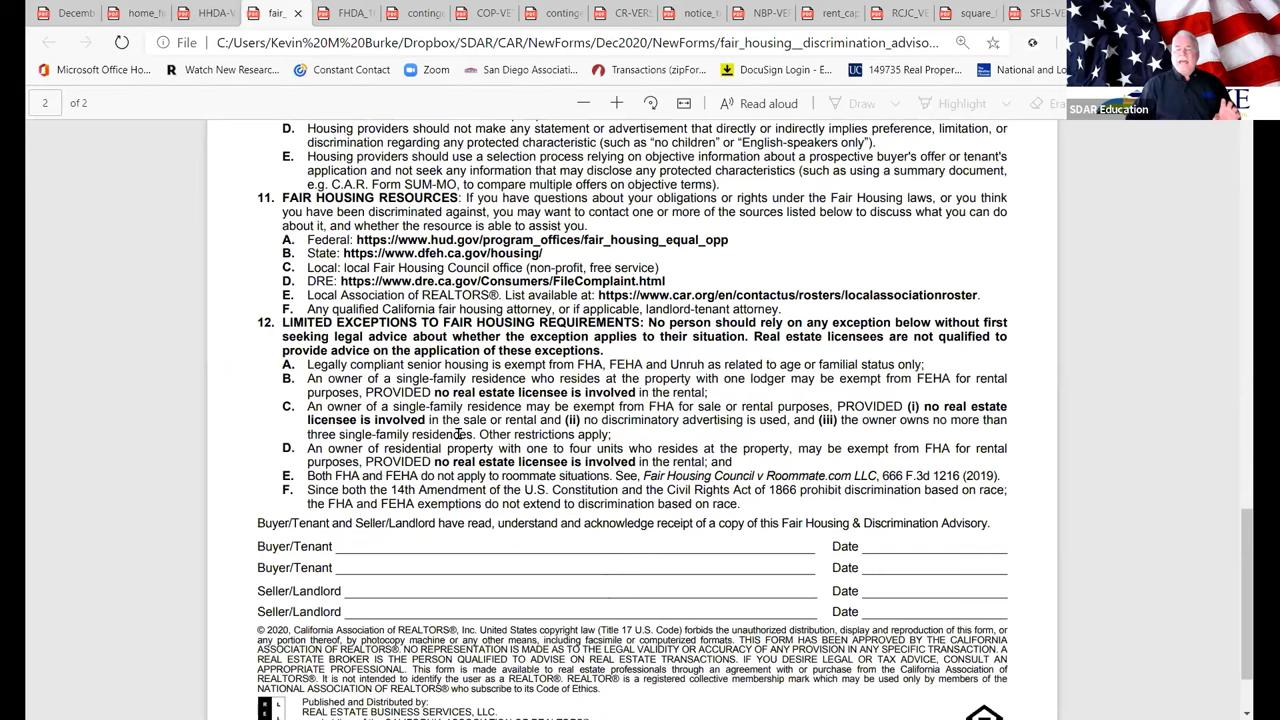 Decemb
home_fi
HHDA-V
fair_
FHDA_1
conting
COP-VE
conting
CR-VERS
notice_t
NBP-VEF
rent_cap
RCJC_VE
square_
SFLS-VE
File C:/Users/Kevin%20M%20Burke/Dropbox/SDAR/CAR/NewForms/Dec2020/NewForms/fair_housing__discrimination_adviso...
Microsoft Office Ho...
Watch New Researc...
Constant Contact
Zoom
San Diego Associati...
Transactions (zipFor...
DocuSign Login - E...
149735 Real Proper...
National and Lo
SDAR Education
2 of 2
Read aloud
Draw
Highlight
Era
D. Housing providers should not make any statement or advertisement that directly or indirectly implies preference, limitation, or
discrimination regarding any protected characteristic (such as “no children” or “English-speakers only”).
E. Housing providers should use a selection process relying on objective information about a prospective buyer's offer or tenant's
application and not seek any information that may disclose any protected characteristics (such as using a summary document,
e.g. C.A.R. Form SUM-MO, to compare multiple offers on objective terms).
11. FAIR HOUSING RESOURCES: If you have questions about your obligations or rights under the Fair Housing laws, or you think
you have been discriminated against, you may want to contact one or more of the sources listed below to discuss what you can do
about it, and whether the resource is able to assist you.
A. Federal: https://www.hud.gov/program_offices/fair_housing_equal_opp
B. State: https://www.dfeh.ca.gov/housing/
C. Local: local Fair Housing Council office (non-profit, free service)
D. DRE: https://www.dre.ca.gov/Consumers/FileComplaint.html
E. Local Association of REALTORS®. List available at: https://www.car.org/en/contactus/rosters/localassociationroster.
F. Any qualified California fair housing attorney, or if applicable, landlord-tenant attorney.
12. LIMITED EXCEPTIONS TO FAIR HOUSING REQUIREMENTS: No person should rely on any exception below without first
seeking legal advice about whether the exception applies to their situation. Real estate licensees are not qualified to
provide advice on the application of these exceptions.
A. Legally compliant senior housing is exempt from FHA, FEHA and Unruh as related to age or familial status only;
B. An owner of a single-family residence who resides at the property with one lodger may be exempt from FEHA for rental
purposes, PROVIDED no real estate licensee is involved in the rental;
C. An owner of a single-family residence may be exempt from FHA for sale or rental purposes, PROVIDED (i) no real estate
licensee is involved in the sale or rental and (ii) no discriminatory advertising is used, and (iii) the owner owns no more than
three single-family residences. Other restrictions apply;
D. An owner of residential property with one to four units who resides at the property, may be exempt from FHA for rental
purposes, PROVIDED no real estate licensee is involved in the rental; and
E. Both FHA and FEHA do not apply to roommate situations. See, Fair Housing Council v Roommate.com LLC, 666 F.3d 1216 (2019).
F. Since both the 14th Amendment of the U.S. Constitution and the Civil Rights Act of 1866 prohibit discrimination based on race;
the FHA and FEHA exemptions do not extend to discrimination based on race.
Buyer/Tenant and Seller/Landlord have read, understand and acknowledge receipt of a copy of this Fair Housing & Discrimination Advisory.
Buyer/Tenant Date
Buyer/Tenant Date
Seller/Landlord Date
Seller/Landlord Date
© 2020, California Association of REALTORS®, Inc. United States copyright law (Title 17 U.S. Code) forbids the unauthorized distribution, display and reproduction of this form, or
any portion thereof, by photocopy machine or any other means, including facsimile or computerized formats. THIS FORM HAS BEEN APPROVED BY THE CALIFORNIA
ASSOCIATION OF REALTORS®. NO REPRESENTATION IS MADE AS TO THE LEGAL VALIDITY OR ACCURACY OF ANY PROVISION IN ANY SPECIFIC TRANSACTION. A
REAL ESTATE BROKER IS THE PERSON QUALIFIED TO ADVISE ON REAL ESTATE TRANSACTIONS. IF YOU DESIRE LEGAL OR TAX ADVICE, CONSULT AN
APPROPRIATE PROFESSIONAL. This form is made available to real estate professionals through an agreement with or purchase from the California Association of
REALTORS®. It is not intended to identify the user as a REALTOR®. REALTOR® is a registered collective membership mark which may be used only by members of the
NATIONAL ASSOCIATION OF REALTORS® who subscribe to its Code of Ethics.
Published and Distributed by:
REAL ESTATE BUSINESS SERVICES, LLC.